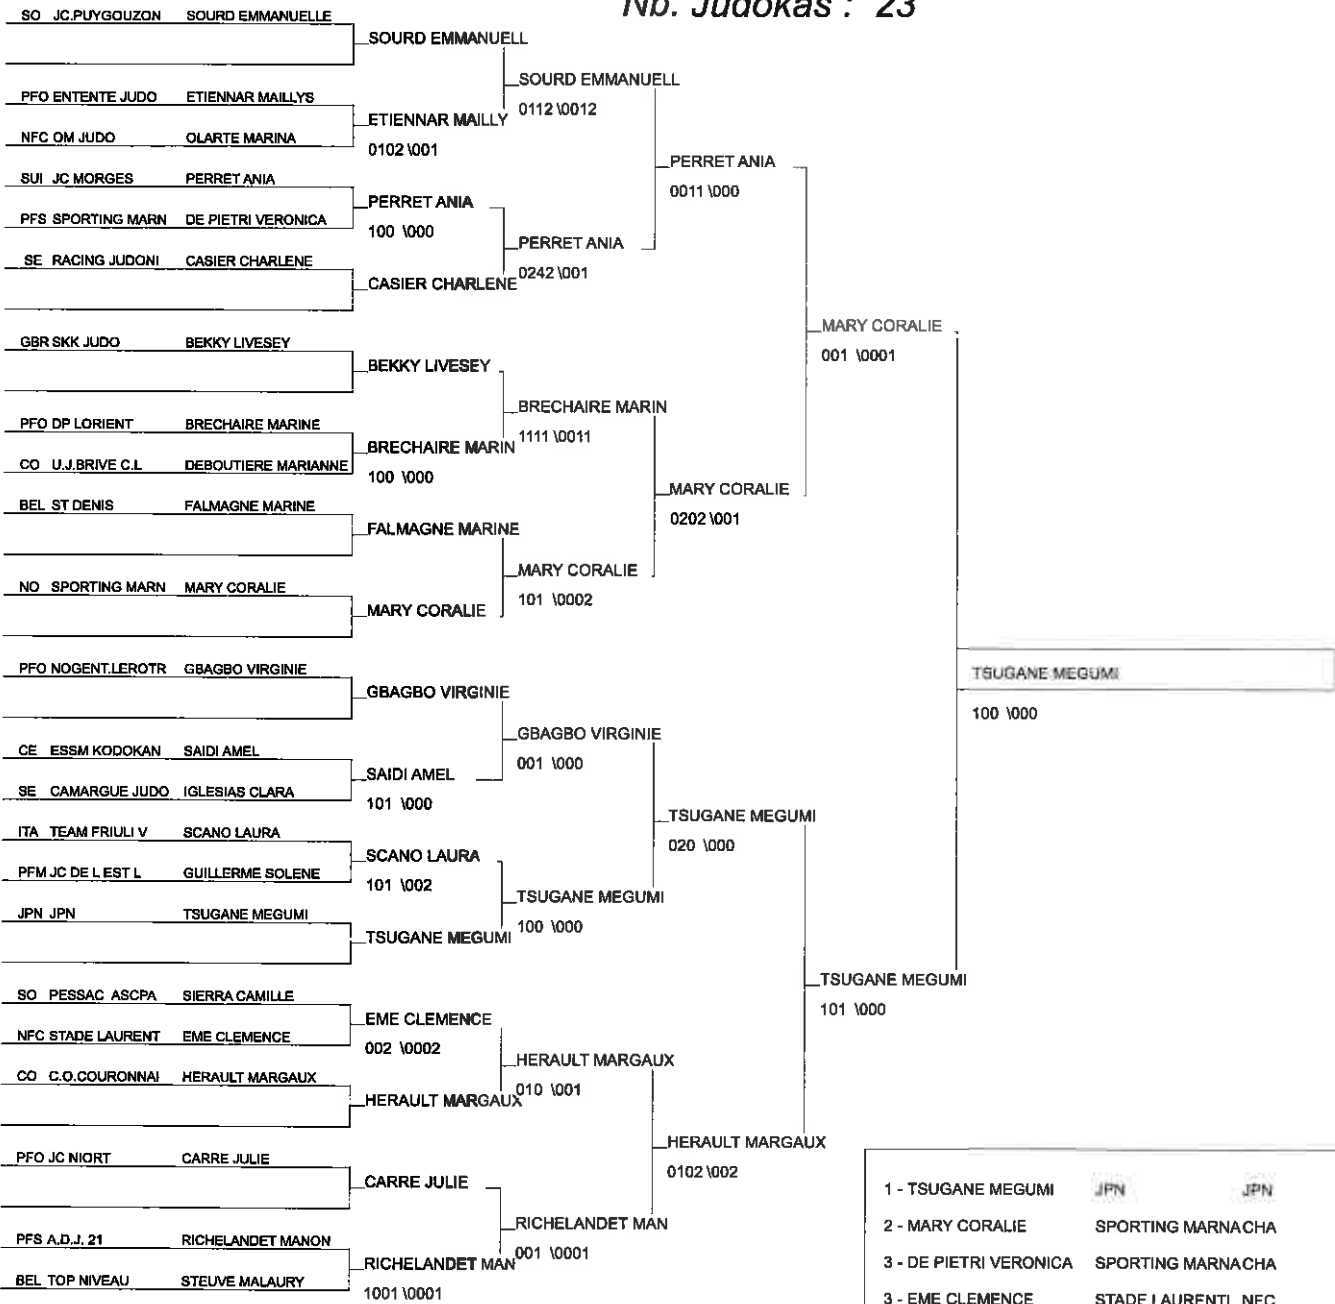 Nb. Judokas : 23
SO JC.PUYGOUZON SOURD EMMANUELLE
SOURD EMMANUELL
SOURD EMMANUELL
0112 \0012
PFO ENTENTE JUDO ETIENNAR MAILLYS
ETIENNAR MAILLY
0102 \001
NFC OM JUDO OLARTE MARINA
PERRET ANIA
0011 \000
SUI JC MORGES PERRET ANIA
PERRET ANIA
100 \000
PFS SPORTING MARN DE PIETRI VERONICA
PERRET ANIA
0242 \001
SE RACING JUDONI CASIER CHARLENE
CASIER CHARLENE
MARY CORALIE
001 \0001
GBR SKK JUDO BEKKY LIVESEY
BEKKY LIVESEY
BRECHAIRE MARIN
1111 \0011
PFO DP LORIENT BRECHAIRE MARINE
BRECHAIRE MARIN
100 \000
CO U.J.BRIVE C.L DEBOUTIERE MARIANNE
MARY CORALIE
0202 \001
BEL ST DENIS FALMAGNE MARINE
FALMAGNE MARINE
MARY CORALIE
101 \0002
NO SPORTING MARN MARY CORALIE
MARY CORALIE
TSUGANE MEGUMI
100 \000
PFO NOGENT.LEROTR GBAGBO VIRGINIE
GBAGBO VIRGINIE
GBAGBO VIRGINIE
001 \000
CE ESSM KODOKAN SAIDI AMEL
SAIDI AMEL
101 \000
SE CAMARGUE JUDO IGLESIAS CLARA
TSUGANE MEGUMI
020 \000
ITA TEAM FRIULI V SCANO LAURA
SCANO LAURA
101 \002
PFM JC DE L EST L GUILLERME SOLENE
TSUGANE MEGUMI
100 \000
JPN JPN TSUGANE MEGUMI
TSUGANE MEGUMI
TSUGANE MEGUMI
101 \000
SO PESSAC ASCPA SIERRA CAMILLE
EME CLEMENCE
002 \0002
NFC STADE LAURENT EME CLEMENCE
HERAULT MARGAUX
010 \001
CO C.O.COURONNAI HERAULT MARGAUX
HERAULT MARGAUX
HERAULT MARGAUX
0102 \002
PFO JC NIORT CARRE JULIE
CARRE JULIE
RICHELANDET MAN
001 \0001
PFS A.D.J. 21 RICHELANDET MANON
RICHELANDET MAN
1001 \0001
BEL TOP NIVEAU STEUVE MALAURY
1 - TSUGANE MEGUMI JPN JPN
2 - MARY CORALIE SPORTING MARNACHA
3 - DE PIETRI VERONICA SPORTING MARNACHA
3 - EME CLEMENCE STADE LAURENTI NFC